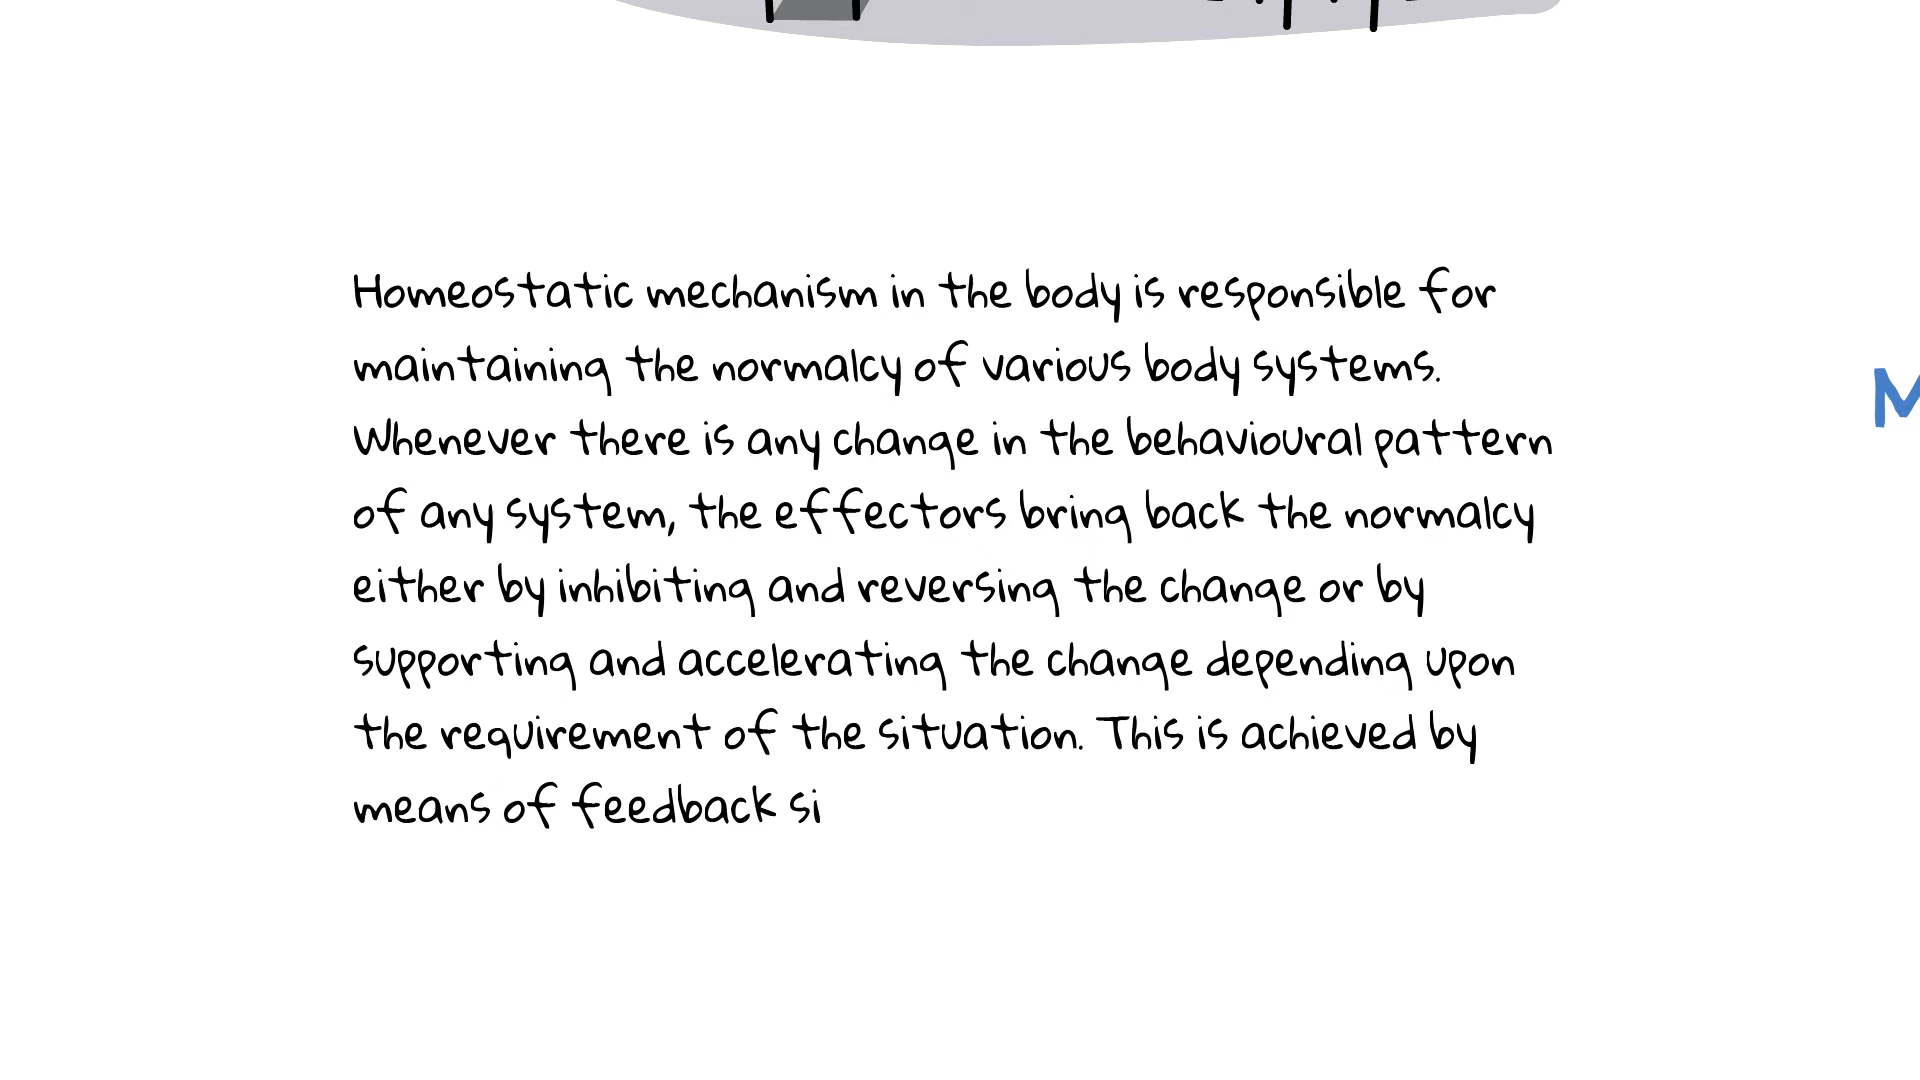 Homeostatic mechanism in the body is responsible for
maintaining the normalcy of various body systems.
Whenever there is any change in the behavioural pattern
of any system, the effectors bring back the normalcy
either by inhibiting and reversing the change or by
supporting and accelerating the change depending upon
the requirement of the situation. This is achieved by
means of feedback si